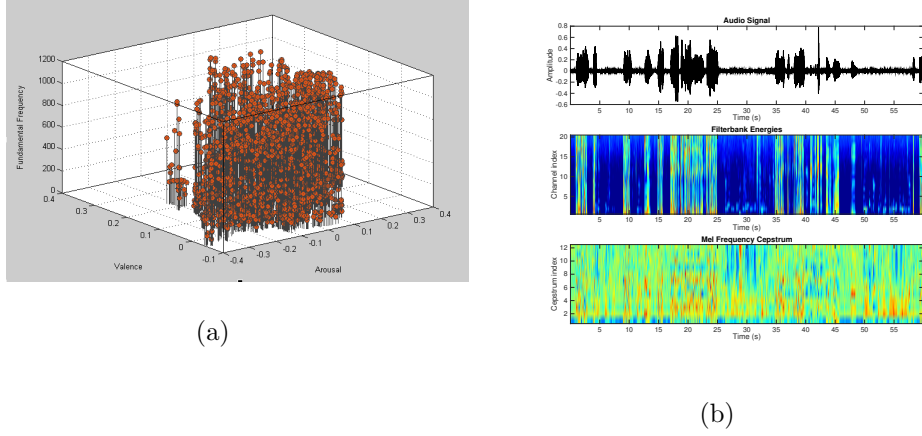 1200
1000
800
600
400
200
0
0.4
0.3
0.2
0.1
0
-0.1
-0.4
-0.3
-0.2
-0.1
0
0.1
0.2
0.3
0.4
Fundamental Frequency
Valence
Arousal
(a)
Audio Signal
0.8
0.6
0.4
0.2
0
-0.2
-0.4
-0.6
Amplitude
5 10 15 20 25 30 35 40 45 50 55
Time (s)
Filterbank Energies
20
15
10
5
Channel index
5 10 15 20 25 30 35 40 45 50 55
Time (s)
Mel Frequency Cepstrum
12
10
8
6
4
2
Cepstrum index
5 10 15 20 25 30 35 40 45 50 55
Time (s)
(b)